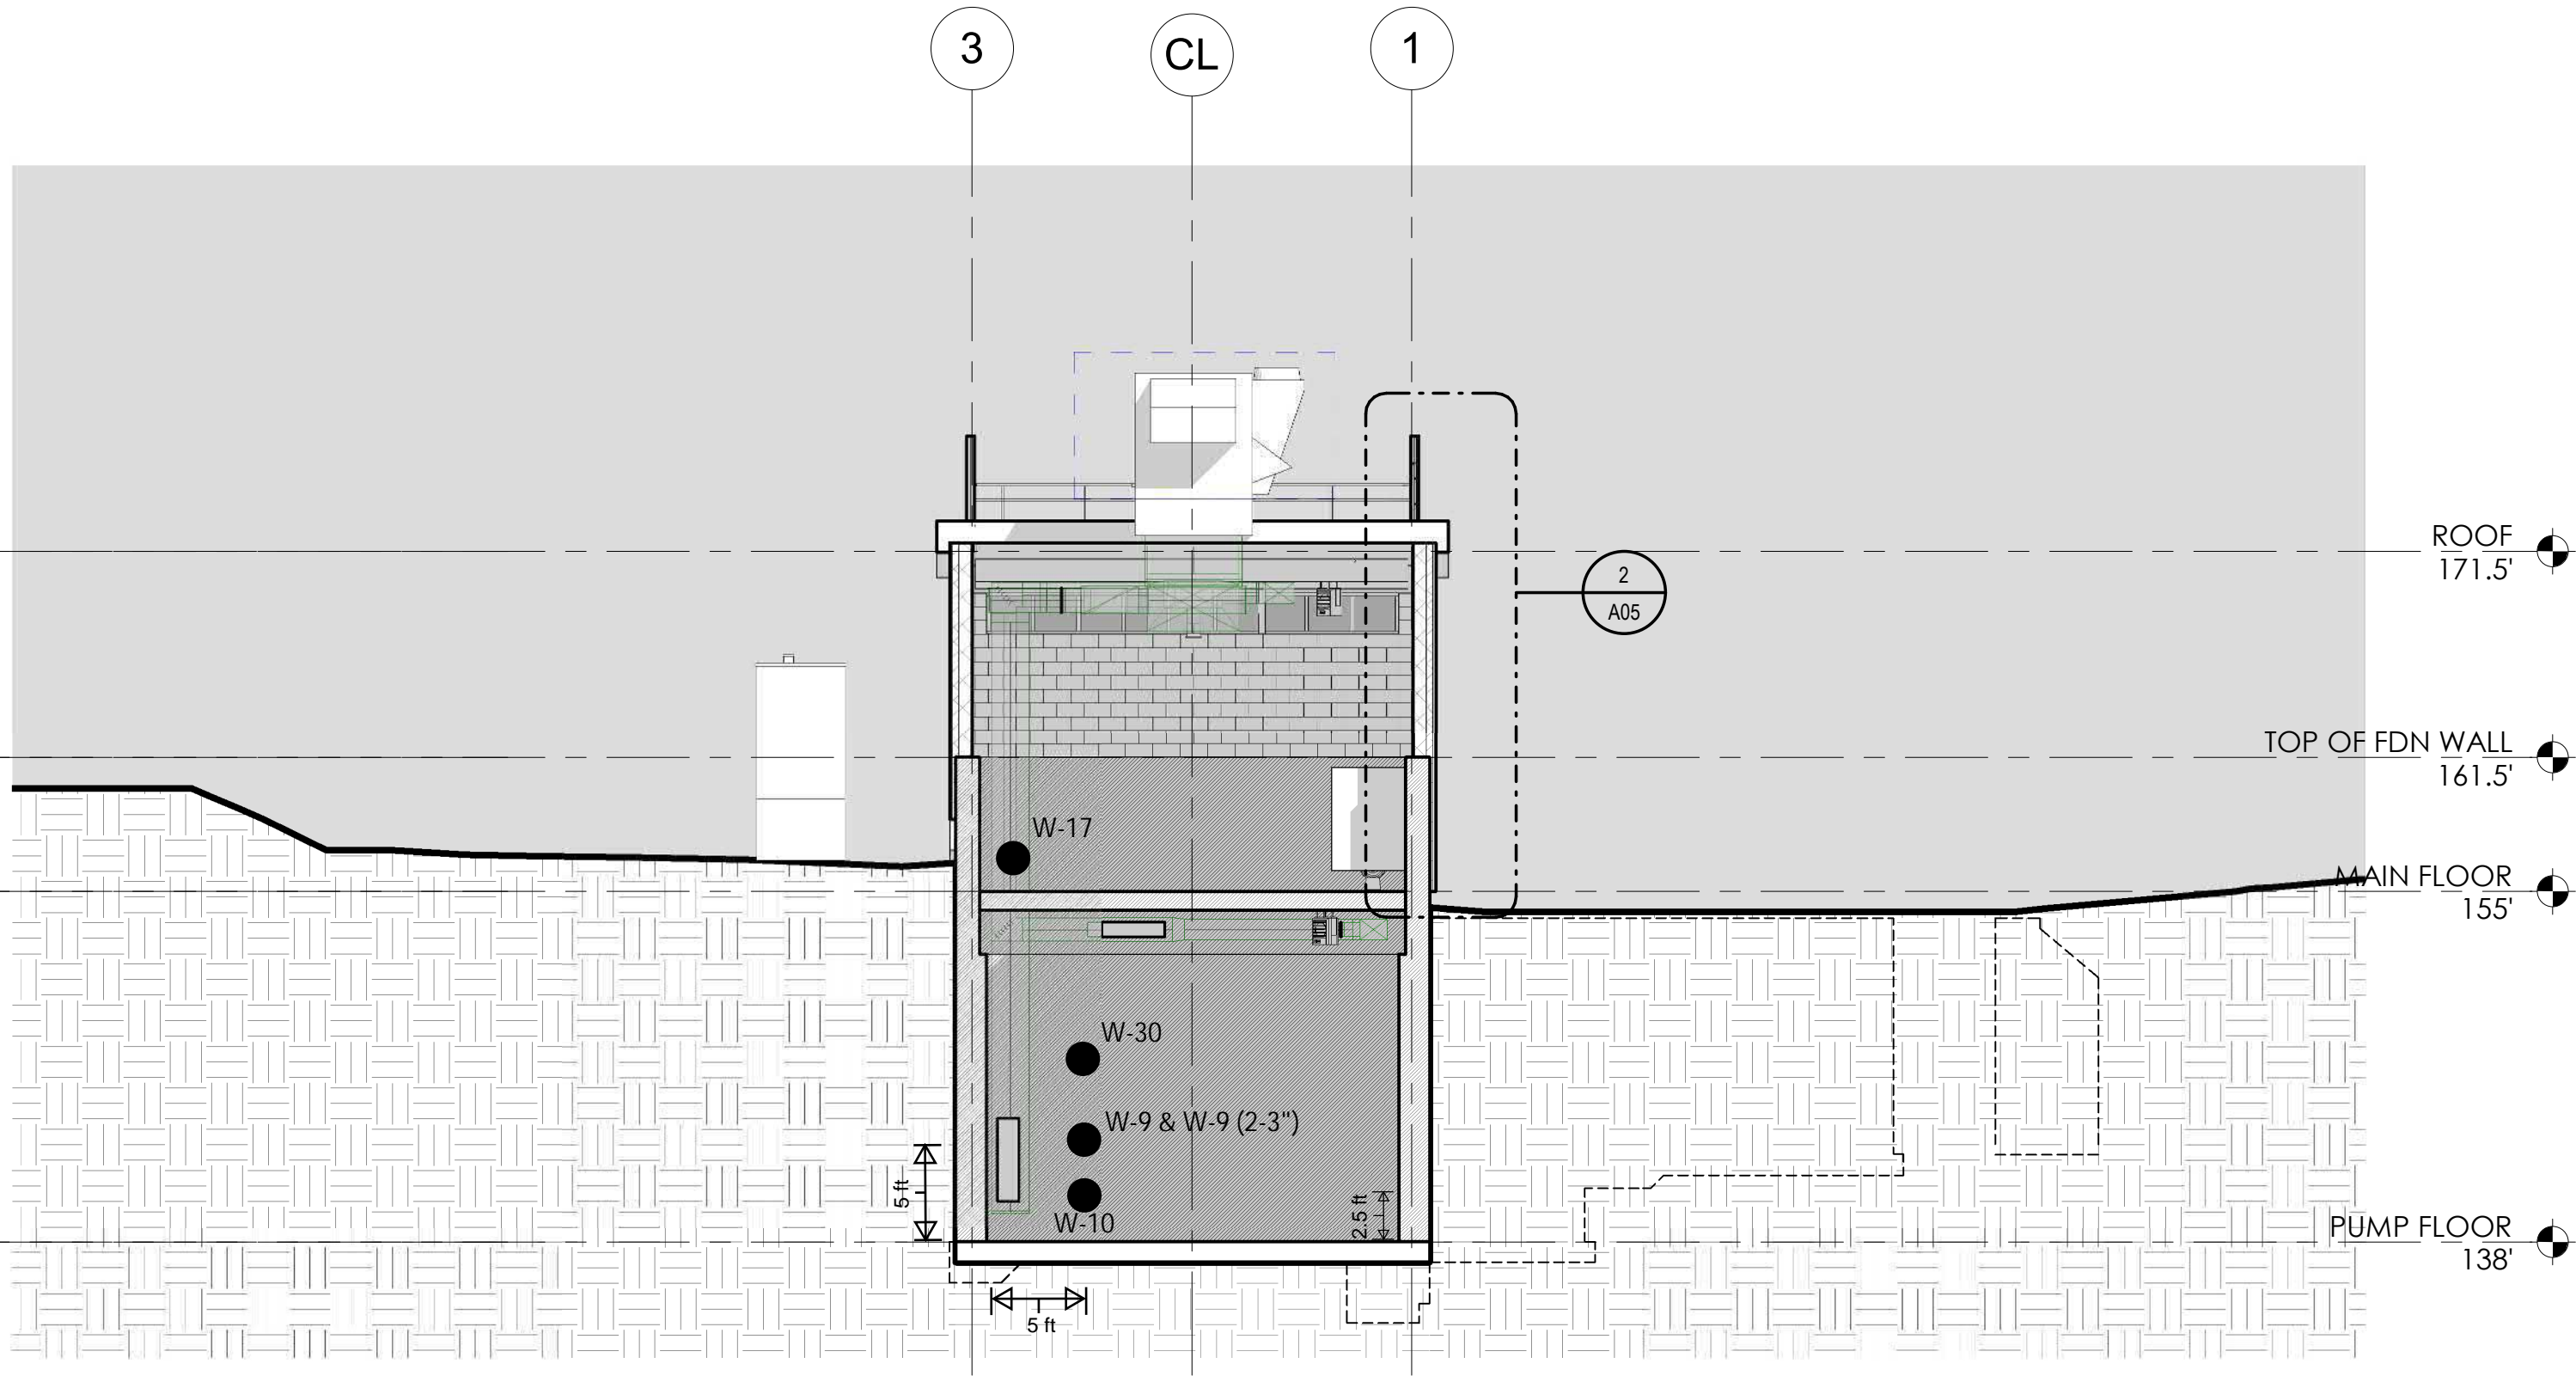 3
CL
1
ROOF
171.5'
2
A05
TOP OF FDN WALL
161.5'
W-17
MAIN FLOOR
155'
W-30
W-9 & W-9 (2-3")
5 ft
2.5 ft
W-10
PUMP FLOOR
138'
5 ft